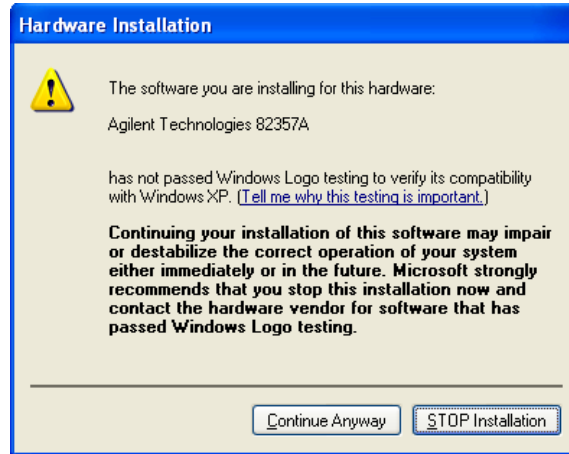 Hardware Installation
The software you are installing for this hardware:
Agilent Technologies 82357A
has not passed Windows Logo testing to verify its compatibility
with Windows XP. (Tell me why this testing is important.)
Continuing your installation of this software may impair
or destabilize the correct operation of your system
either immediately or in the future. Microsoft strongly
recommends that you stop this installation now and
contact the hardware vendor for software that has
passed Windows Logo testing.
Continue Anyway
STOP Installation